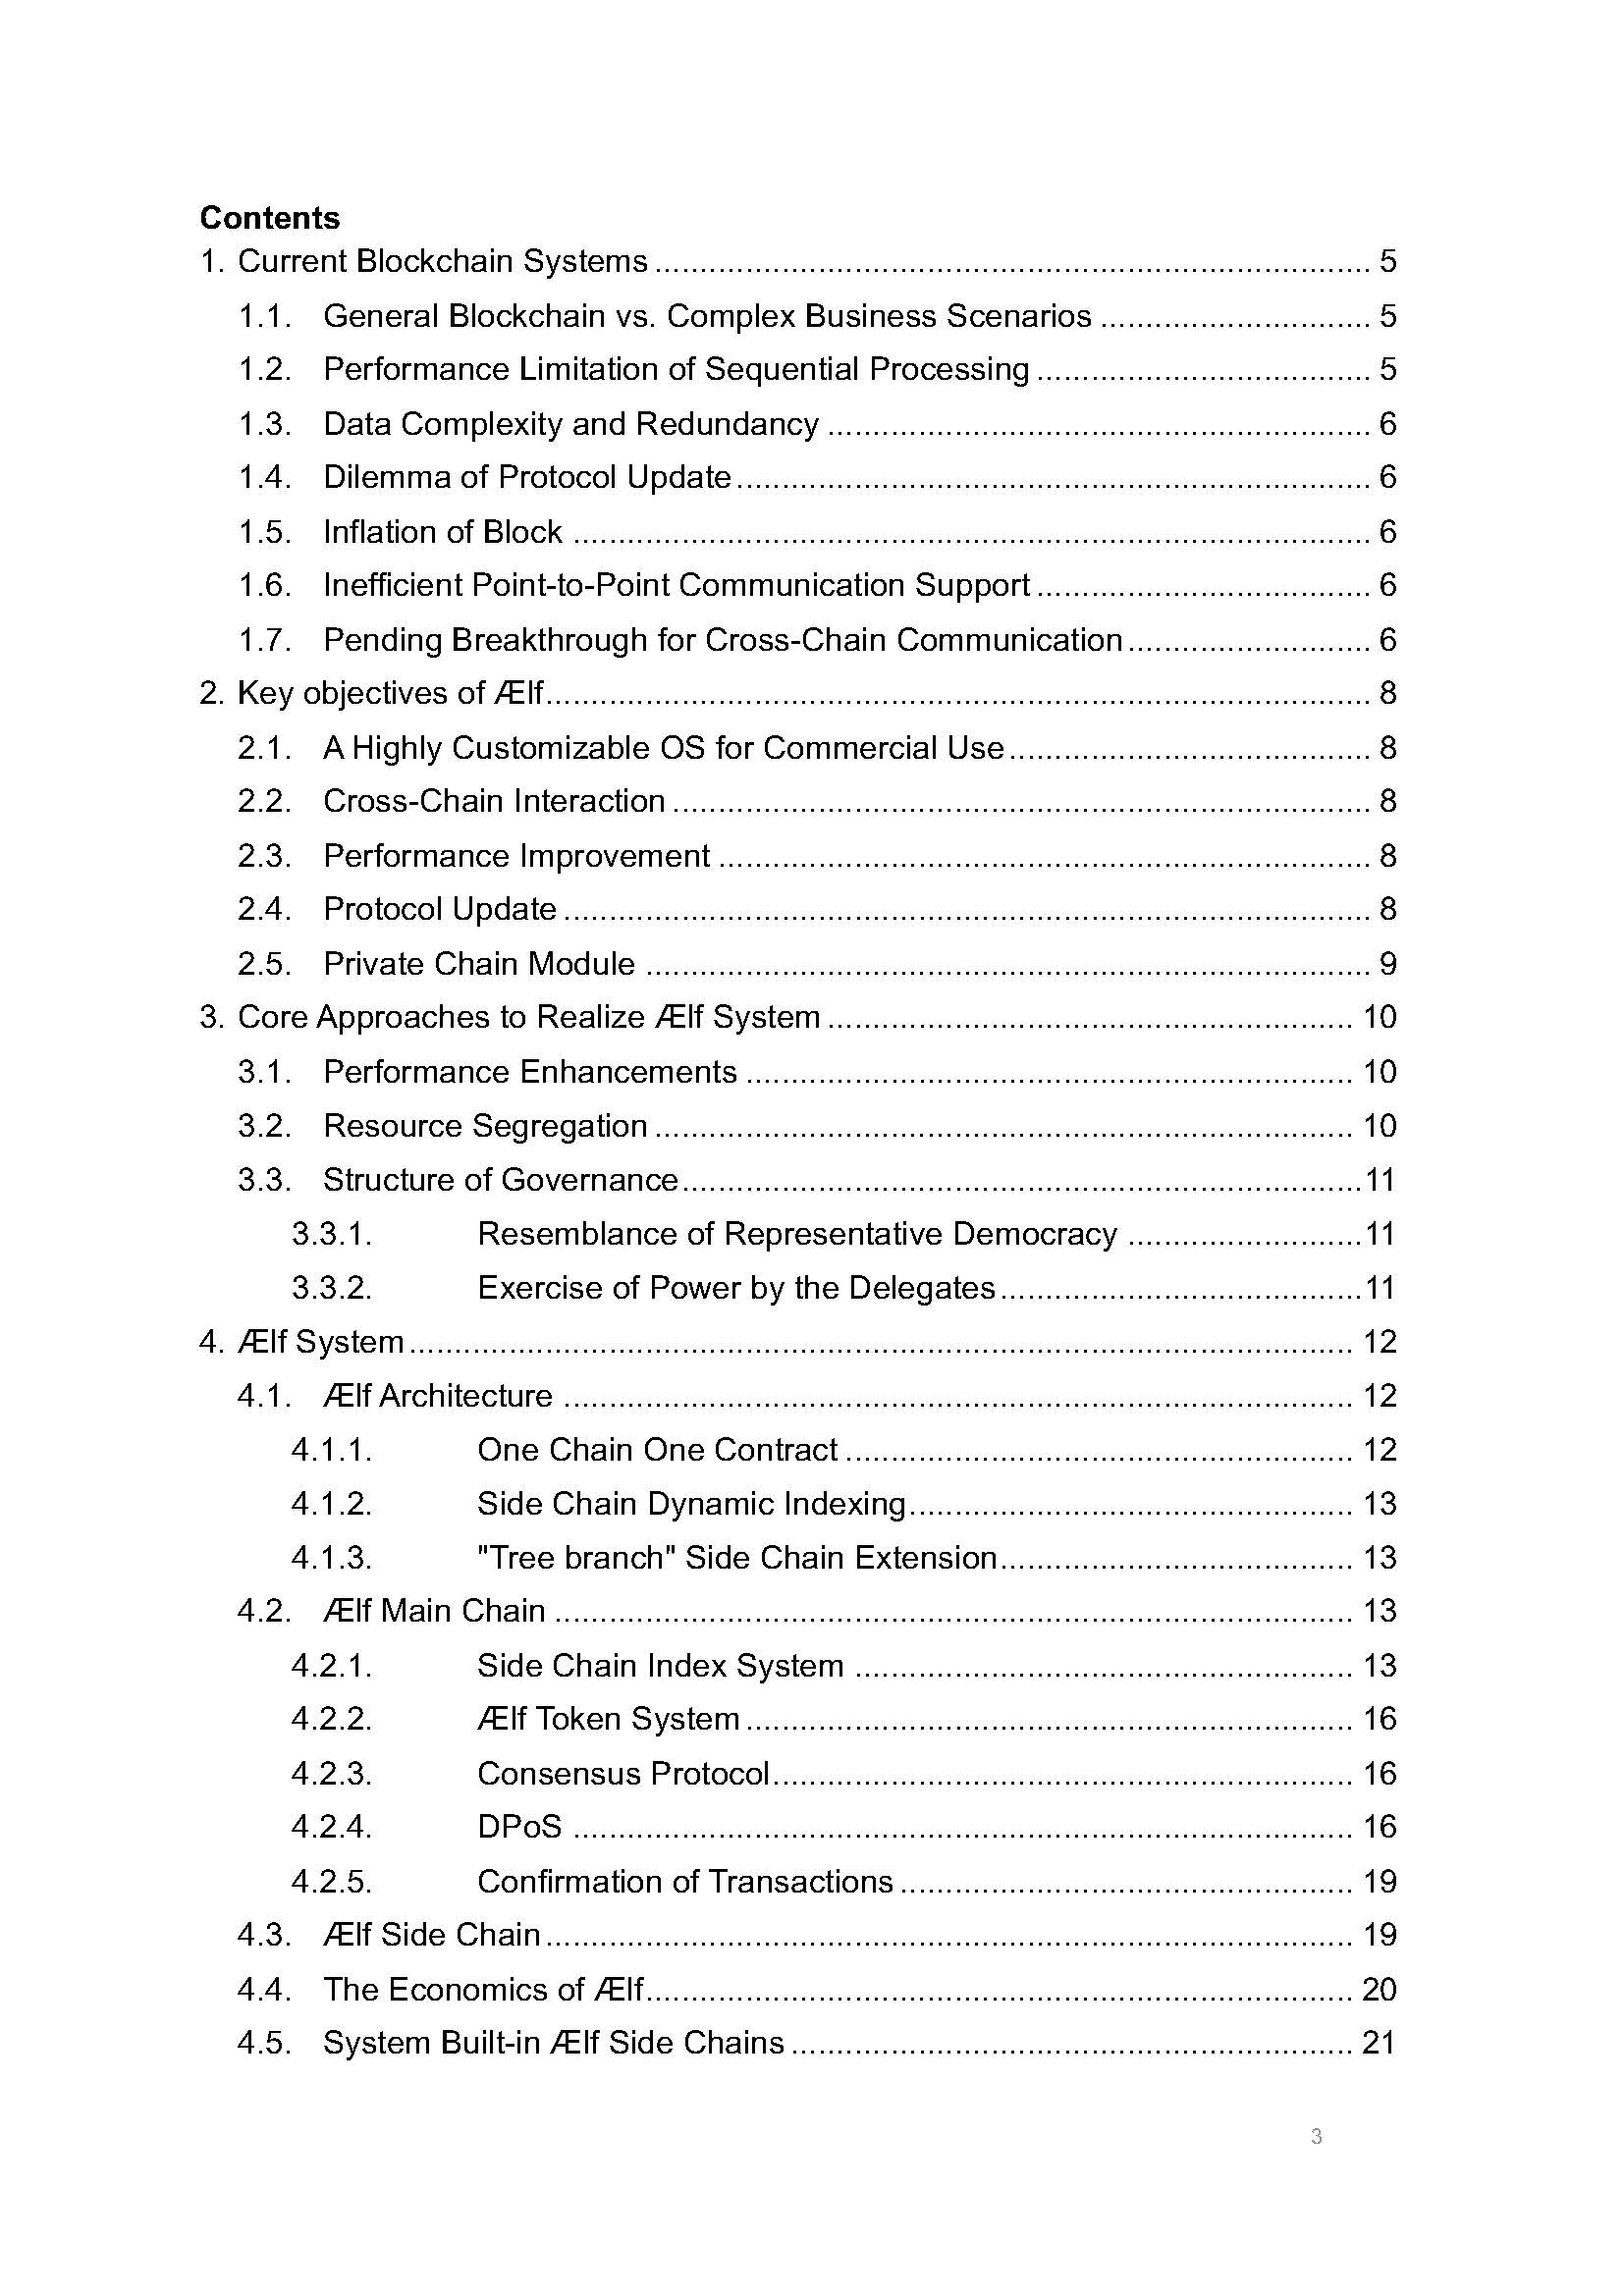 Contents
1. Current Blockchain Systems ........ 5
1.1. General Blockchain vs. Complex Business Scenarios ........ 5
1.2. Performance Limitation of Sequential Processing ........ 5
1.3. Data Complexity and Redundancy ........ 6
1.4. Dilemma of Protocol Update ........ 6
1.5. Inflation of Block ........ 6
1.6. Inefficient Point-to-Point Communication Support ........ 6
1.7. Pending Breakthrough for Cross-Chain Communication ........ 6
2. Key objectives of Ælf ........ 8
2.1. A Highly Customizable OS for Commercial Use ........ 8
2.2. Cross-Chain Interaction ........ 8
2.3. Performance Improvement ........ 8
2.4. Protocol Update ........ 8
2.5. Private Chain Module ........ 9
3. Core Approaches to Realize Ælf System ........ 10
3.1. Performance Enhancements ........ 10
3.2. Resource Segregation ........ 10
3.3. Structure of Governance ........ 11
3.3.1. Resemblance of Representative Democracy ........ 11
3.3.2. Exercise of Power by the Delegates ........ 11
4. Ælf System ........ 12
4.1. Ælf Architecture ........ 12
4.1.1. One Chain One Contract ........ 12
4.1.2. Side Chain Dynamic Indexing ........ 13
4.1.3. "Tree branch" Side Chain Extension ........ 13
4.2. Ælf Main Chain ........ 13
4.2.1. Side Chain Index System ........ 13
4.2.2. Ælf Token System ........ 16
4.2.3. Consensus Protocol ........ 16
4.2.4. DPoS ........ 16
4.2.5. Confirmation of Transactions ........ 19
4.3. Ælf Side Chain ........ 19
4.4. The Economics of Ælf ........ 20
4.5. System Built-in Ælf Side Chains ........ 21
3